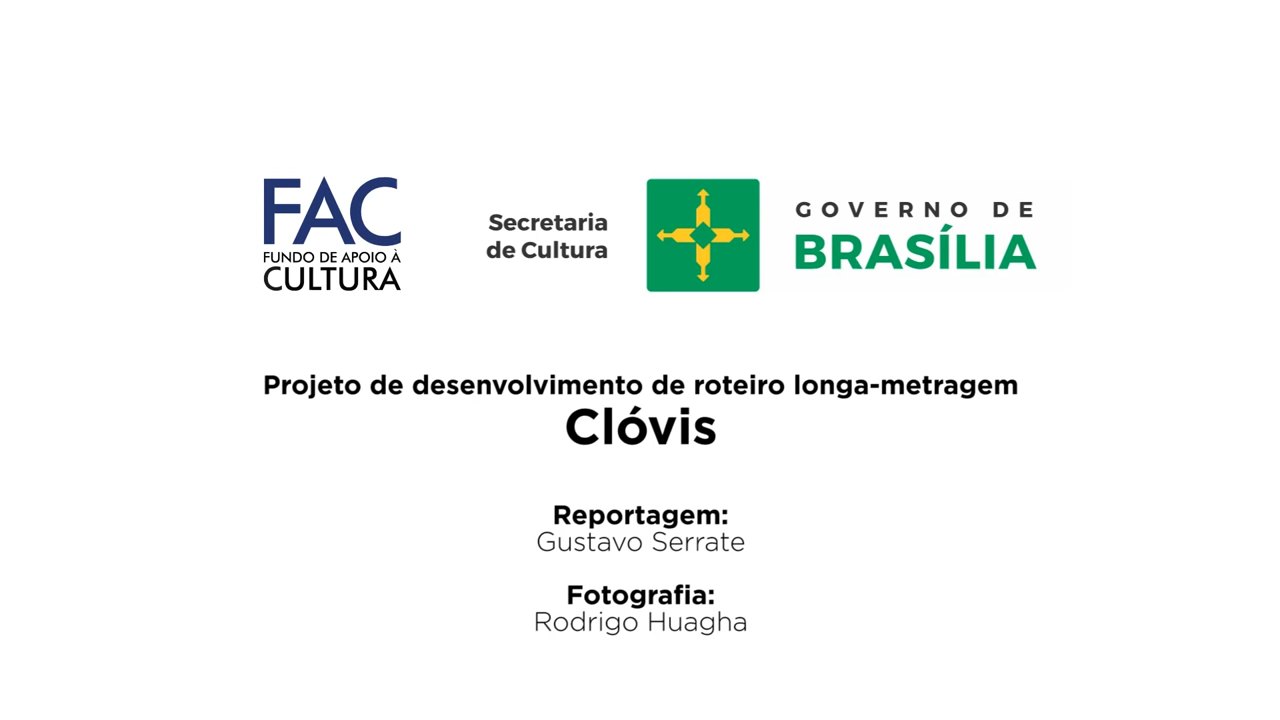 FAC
FUNDO DE APOIO À
CULTURA
Secretaria
de Cultura
GOVERNO DE
BRASÍLIA
Projeto de desenvolvimento de roteiro longa-metragem
Clóvis
Reportagem:
Gustavo Serrate
Fotografia:
Rodrigo Huagha